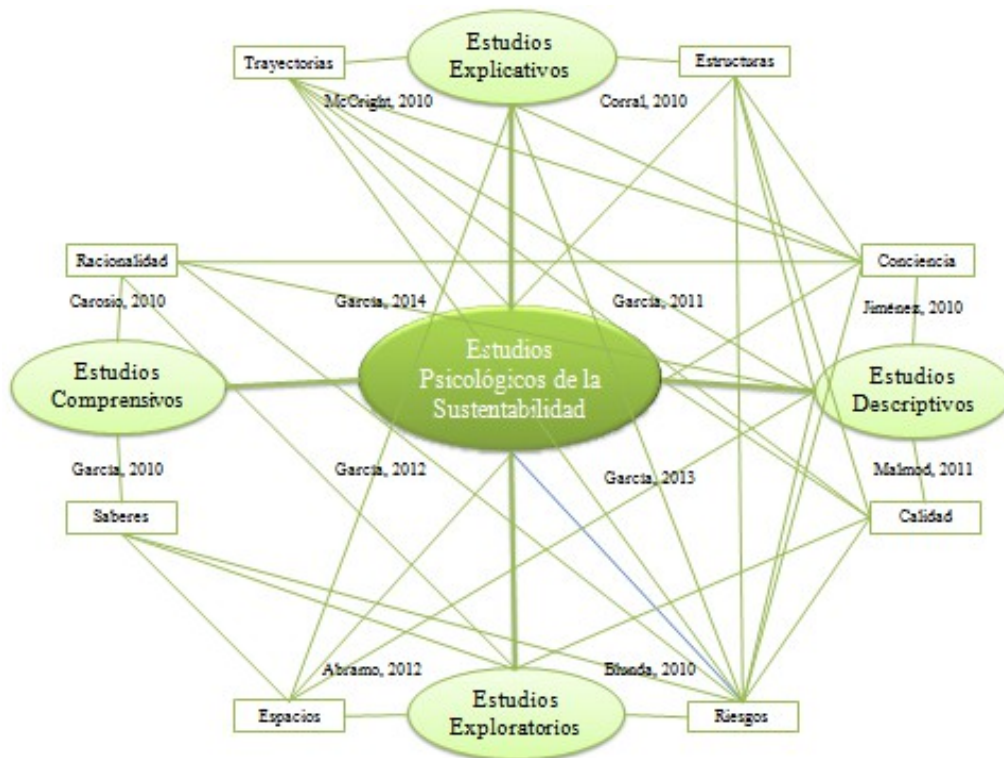 Estudios
Explicativos
Trayectorias
Estructuras
McCright, 2010
Corral, 2010
Racionalidad
Conciencia
Carosio, 2010
García, 2014
García, 2011
Jiménez, 2010
Estudios
Comprensivos
Estudios
Psicológicos de la
Sustentabilidad
Estudios
Descriptivos
García, 2010
García, 2012
García, 2013
Malmod, 2011
Saberes
Calidad
Abramo, 2012
Blunda, 2010
Espacios
Estudios
Exploratorios
Riesgos